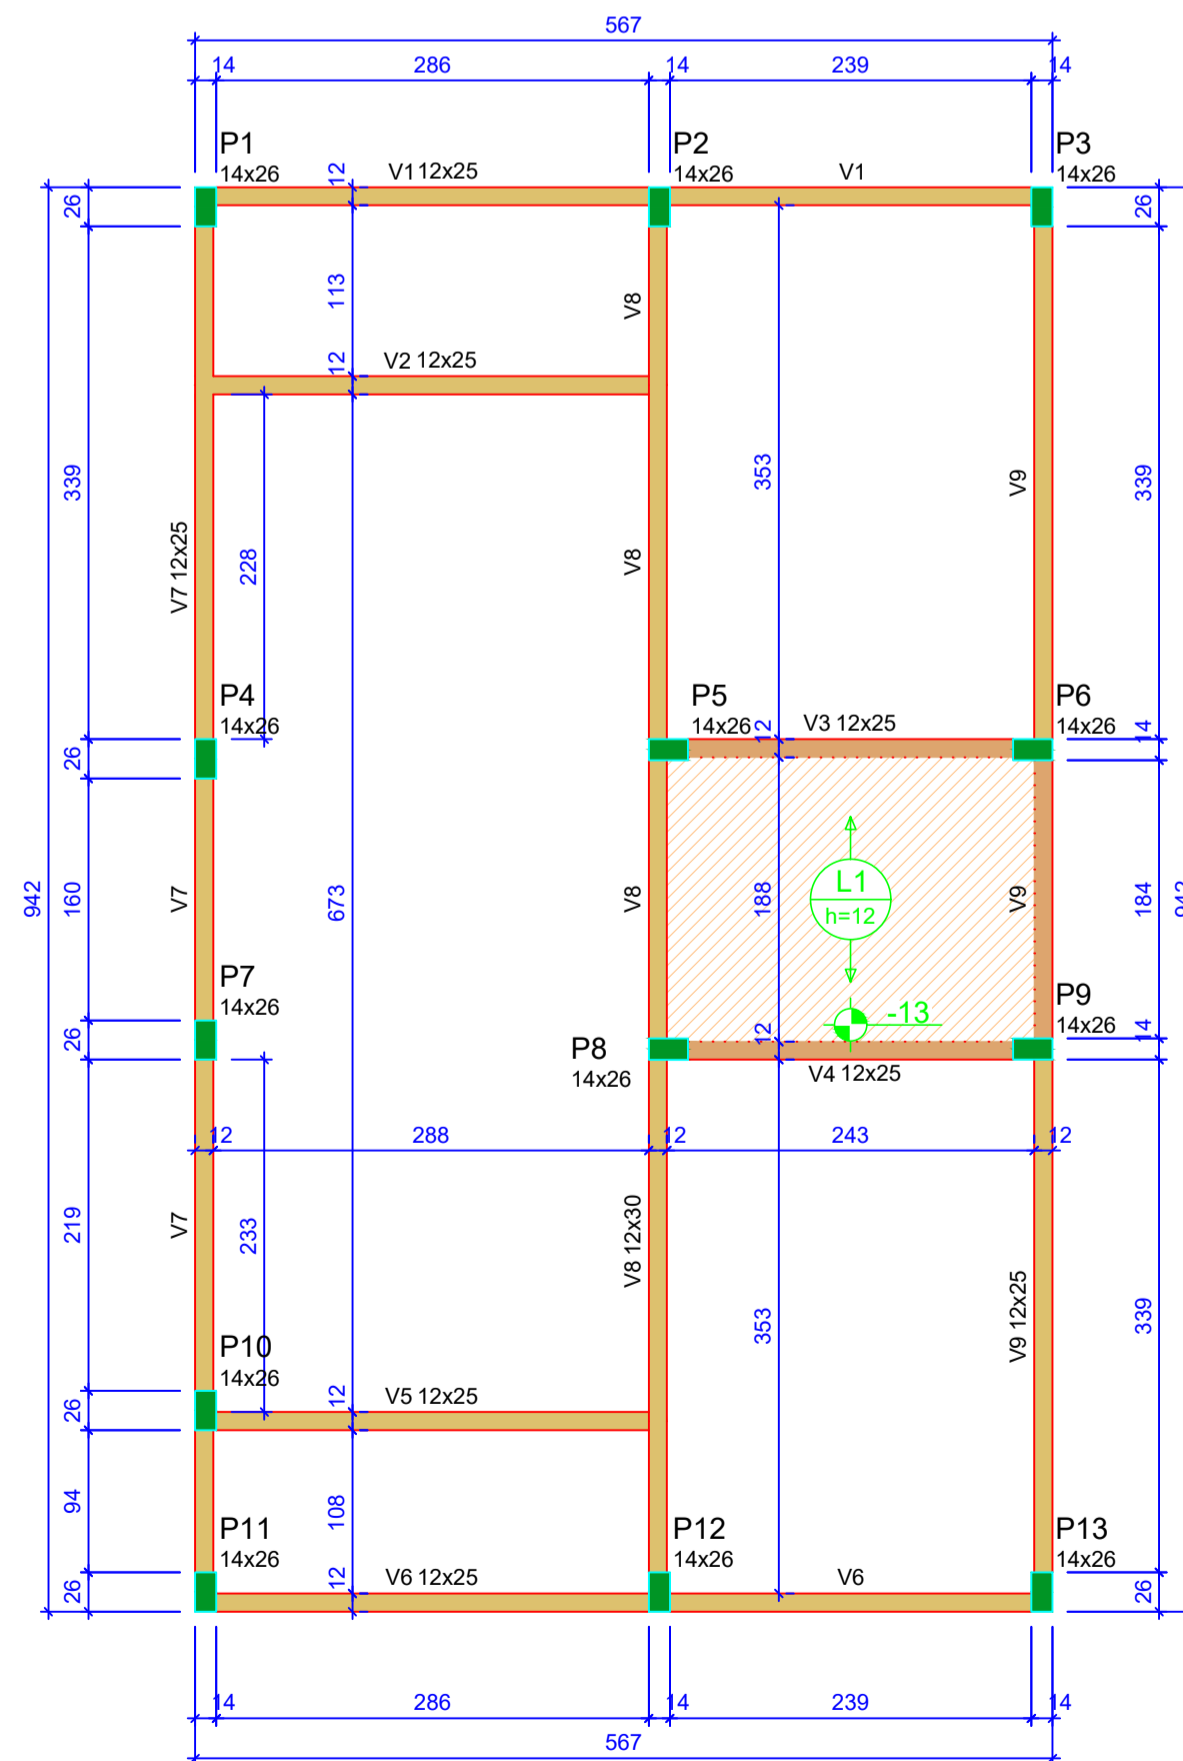 567
14 286 14 239 14
P1 P2 P3
14x26 12 V1 12x25 14x26 V1 14x26
26 26
113 V8
12 V2 12x25
339 353 V9 339
V7 12x25 228 V8
P4 P5 P6
14x26 14x26 12 V3 12x25 14x26 14
26
L1
942 160 V7 673 V8 188 h=12 V9 184 942
P7 P9
14x26 -13 14x26
26 12 14
P8
14x26 V4 12x25
12 288 12 243 12
219 V7 233 V8 12x30
353 V9 12x25 339
P10
14x26
26 12 V5 12x25
94 108
P11 P12 P13
14x26 14x26 14x26
26 12 V6 12x25 V6 26
14 286 14 239 14
567